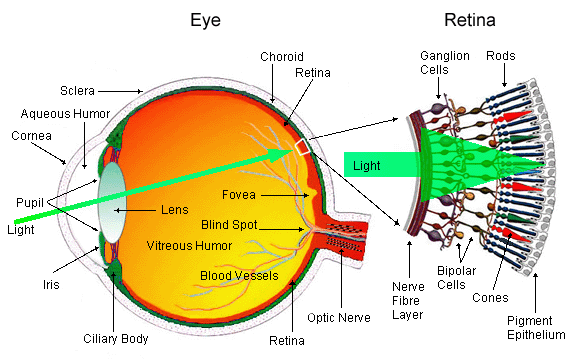 Eye
Retina
Choroid
Retina
Sclera
Aqueous Humor
Cornea
Pupil
Light
Iris
Ciliary Body
Lens
Vitreous Humor
Blood Vessels
Fovea
Blind Spot
Optic Nerve
Retina
Ganglion
Cells
Rods
Light
Nerve
Fibre
Layer
Bipolar
Cells
Cones
Pigment
Epithelium